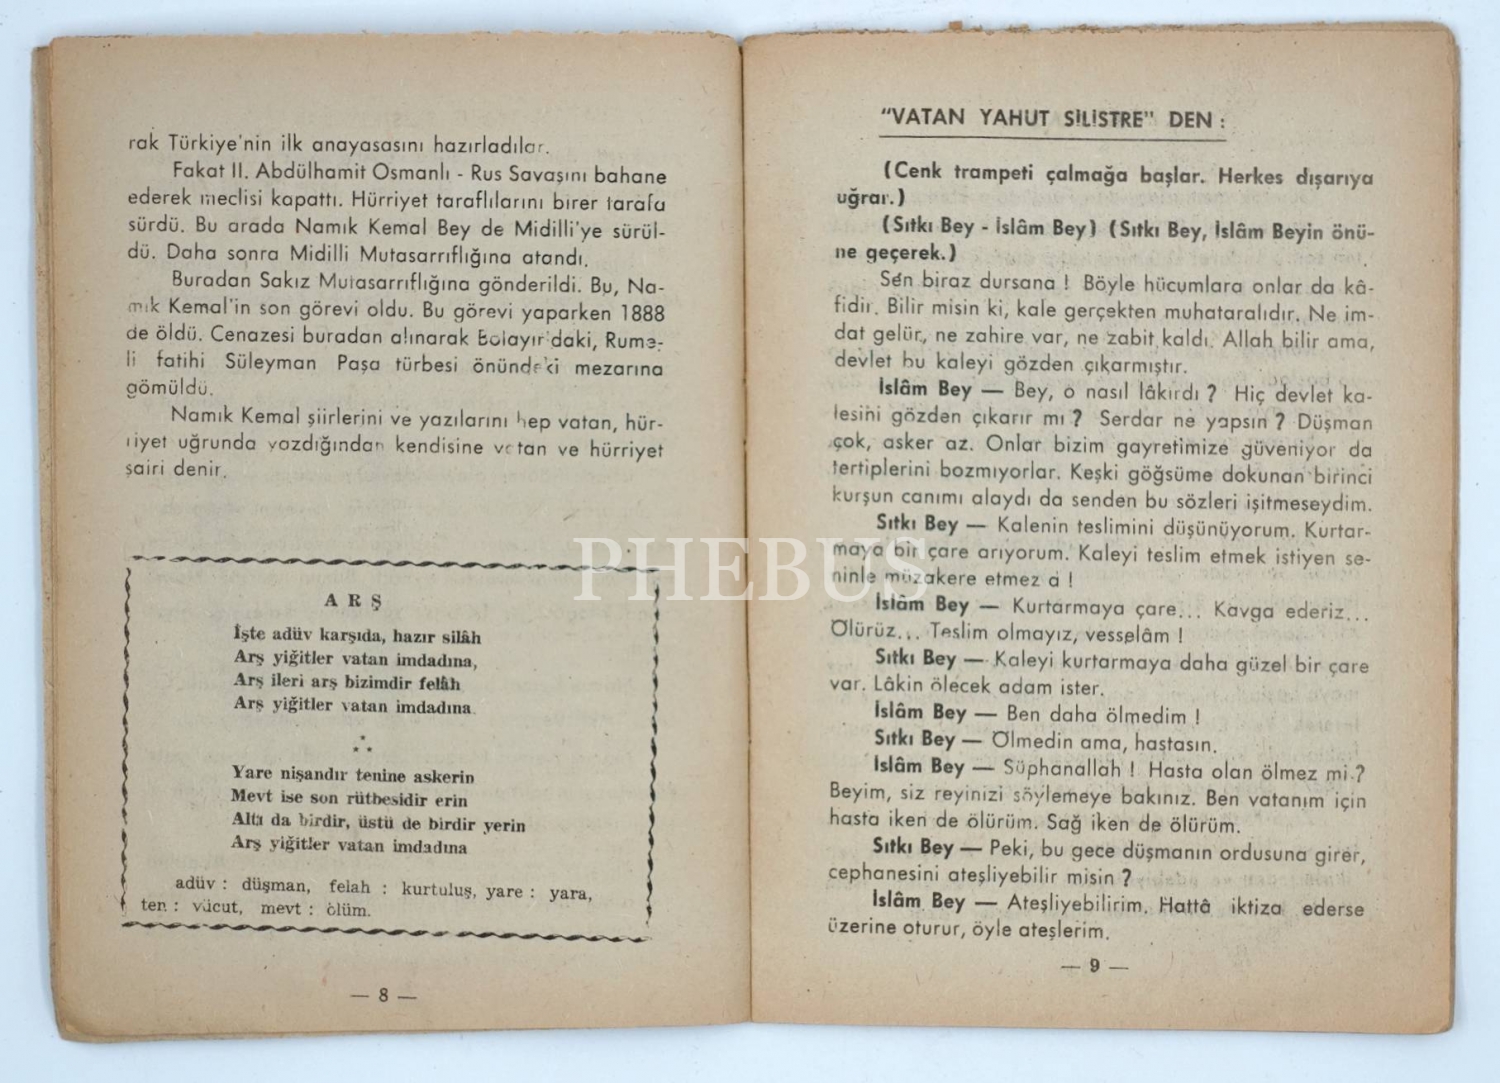 rak Türkiye'nin ilk anayasasını hazırladılar.
Fakat II. Abdülhamit Osmanlı - Rus Savaşını bahane
ederek meclisi kapattı. Hürriyet taraflılarını birer tarafa
sürdü. Bu arada Namık Kemal Bey de Midilli'ye sürül-
dü. Daha sonra Midilli Mutasarrıflığına atandı.
Buradan Sakız Mutasarrıflığına gönderildi. Bu, Na-
mık Kemal'in son görevi oldu. Bu görevi yaparken 1888
de öldü. Cenazesi buradan alınarak Bolayır'daki, Rume-
li fatihi Süleyman Paşa türbesi önündeki mezarına
gömüldü.
Namık Kemal şiirlerini ve yazılarını hep vatan, hür-
riyet uğrunda yazdığından kendisine vatan ve hürriyet
şairi denir.
ARŞ
İşte adüv karşıda, hazır silâh
Arş yiğitler vatan imdadına,
Arş ileri arş bizimdir felâh
Arş yiğitler vatan imdadına.
Yare nişandır tenine askerin
Mevt ise son rütbesidir erin
Altı da birdir, üstü de birdir yerin
Arş yiğitler vatan imdadına
adüv : düşman, felah : kurtuluş, yare : yara,
ten : vücut, mevt : ölüm.
— 8 —
"VATAN YAHUT SİLİSTRE" DEN :
(Cenk trampeti çalmağa başlar. Herkes dışarıya
uğrar.)
(Sıtkı Bey - İslâm Bey) (Sıtkı Bey, İslâm Beyin önü-
ne geçerek.)
Sen biraz dursana ! Böyle hücumlara onlar da kâ-
fidir. Bilir misin ki, kale gerçekten muhataralıdır. Ne im-
dat gelür, ne zahire var, ne zabit kaldı. Allah bilir ama,
devlet bu kaleyi gözden çıkarmıştır.
İslâm Bey — Bey, o nasıl lâkırdı ? Hiç devlet ka-
lesini gözden çıkarır mı ? Serdar ne yapsın ? Düşman
çok, asker az. Onlar bizim gayretimize güveniyor da
tertiplerini bozmıyorlar. Keşki göğsüme dokunan birinci
kurşun canımı alaydı da senden bu sözleri işitmeseydim.
Sıtkı Bey — Kalenin teslimini düşünüyorum. Kurtar-
maya bir çare arıyorum. Kaleyi teslim etmek istiyen se-
ninle müzakere etmez a !
İslâm Bey — Kurtarmaya çare... Kavga ederiz...
Ölürüz... Teslim olmayız, vesselâm !
Sıtkı Bey — Kaleyi kurtarmaya daha güzel bir çare
var. Lâkin ölecek adam ister.
İslâm Bey — Ben daha ölmedim !
Sıtkı Bey — Ölmedin ama, hastasın.
İslâm Bey — Süphanallah ! Hasta olan ölmez mi ?
Beyim, siz reyinizi söylemeye bakınız. Ben vatanım için
hasta iken de ölürüm. Sağ iken de ölürüm.
Sıtkı Bey — Peki, bu gece düşmanın ordusuna girer,
cephanesini ateşliyebilir misin ?
İslâm Bey — Ateşliyebilirim. Hattâ iktiza ederse
üzerine oturur, öyle ateşlerim.
— 9 —
PHEBUS